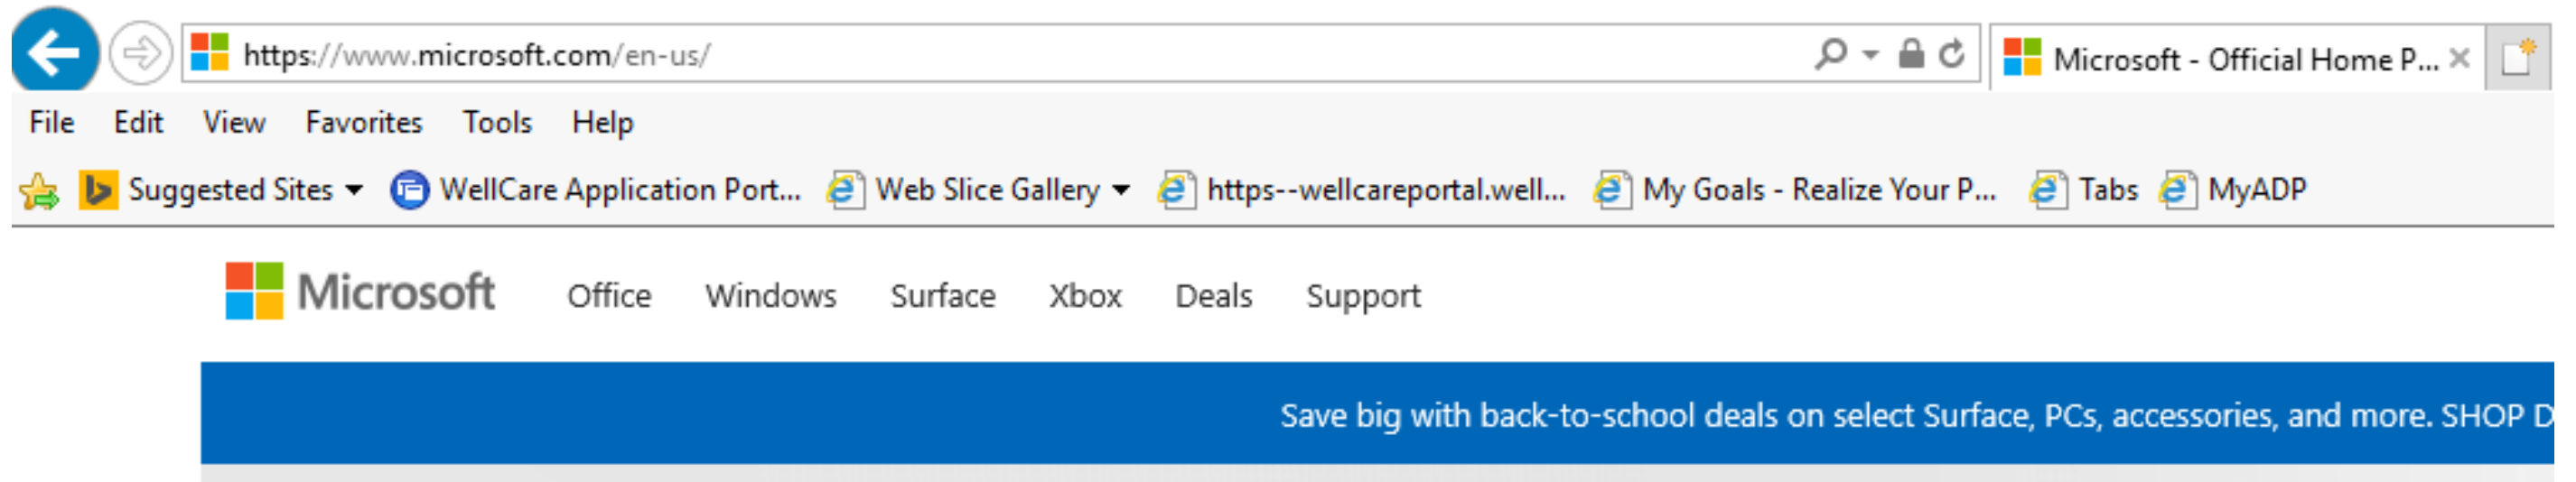 https://www.microsoft.com/en-us/ Microsoft - Official Home P...
File Edit View Favorites Tools Help
Suggested Sites WellCare Application Port... Web Slice Gallery https--wellcareportal.well... My Goals - Realize Your P... Tabs MyADP
Microsoft Office Windows Surface Xbox Deals Support
Save big with back-to-school deals on select Surface, PCs, accessories, and more. SHOP D